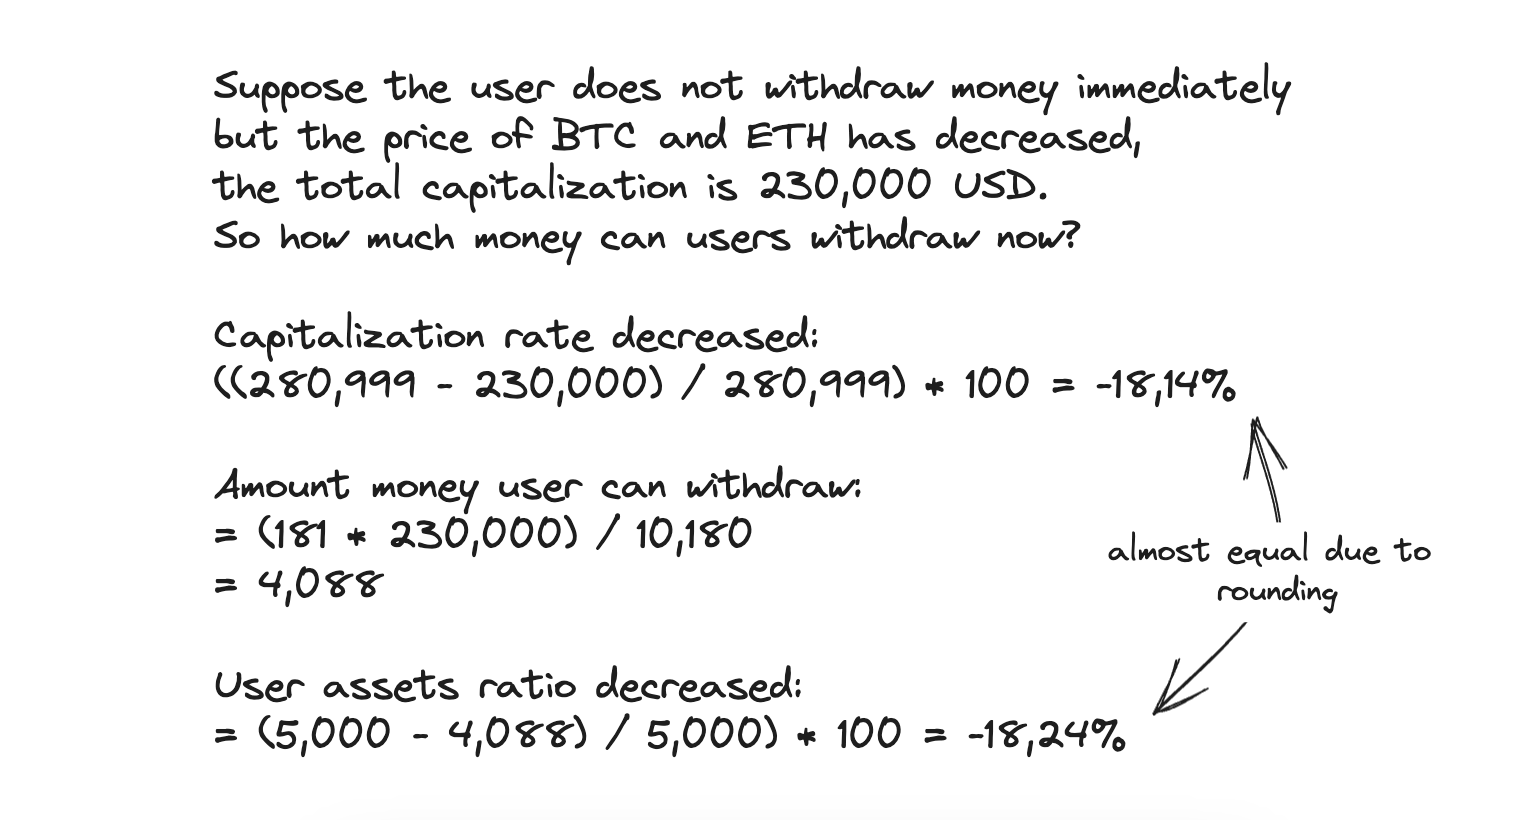 Suppose the user does not withdraw money immediately
but the price of BTC and ETH has decreased,
the total capitalization is 230,000 USD.
So how much money can users withdraw now?
Capitalization rate decreased:
((280,999 - 230,000) / 280,999) * 100 = -18,14%
Amount money user can withdraw:
= (181 * 230,000) / 10,180
= 4,088
almost equal due to
rounding
User assets ratio decreased:
= (5,000 - 4,088) / 5,000) * 100 = -18,24%